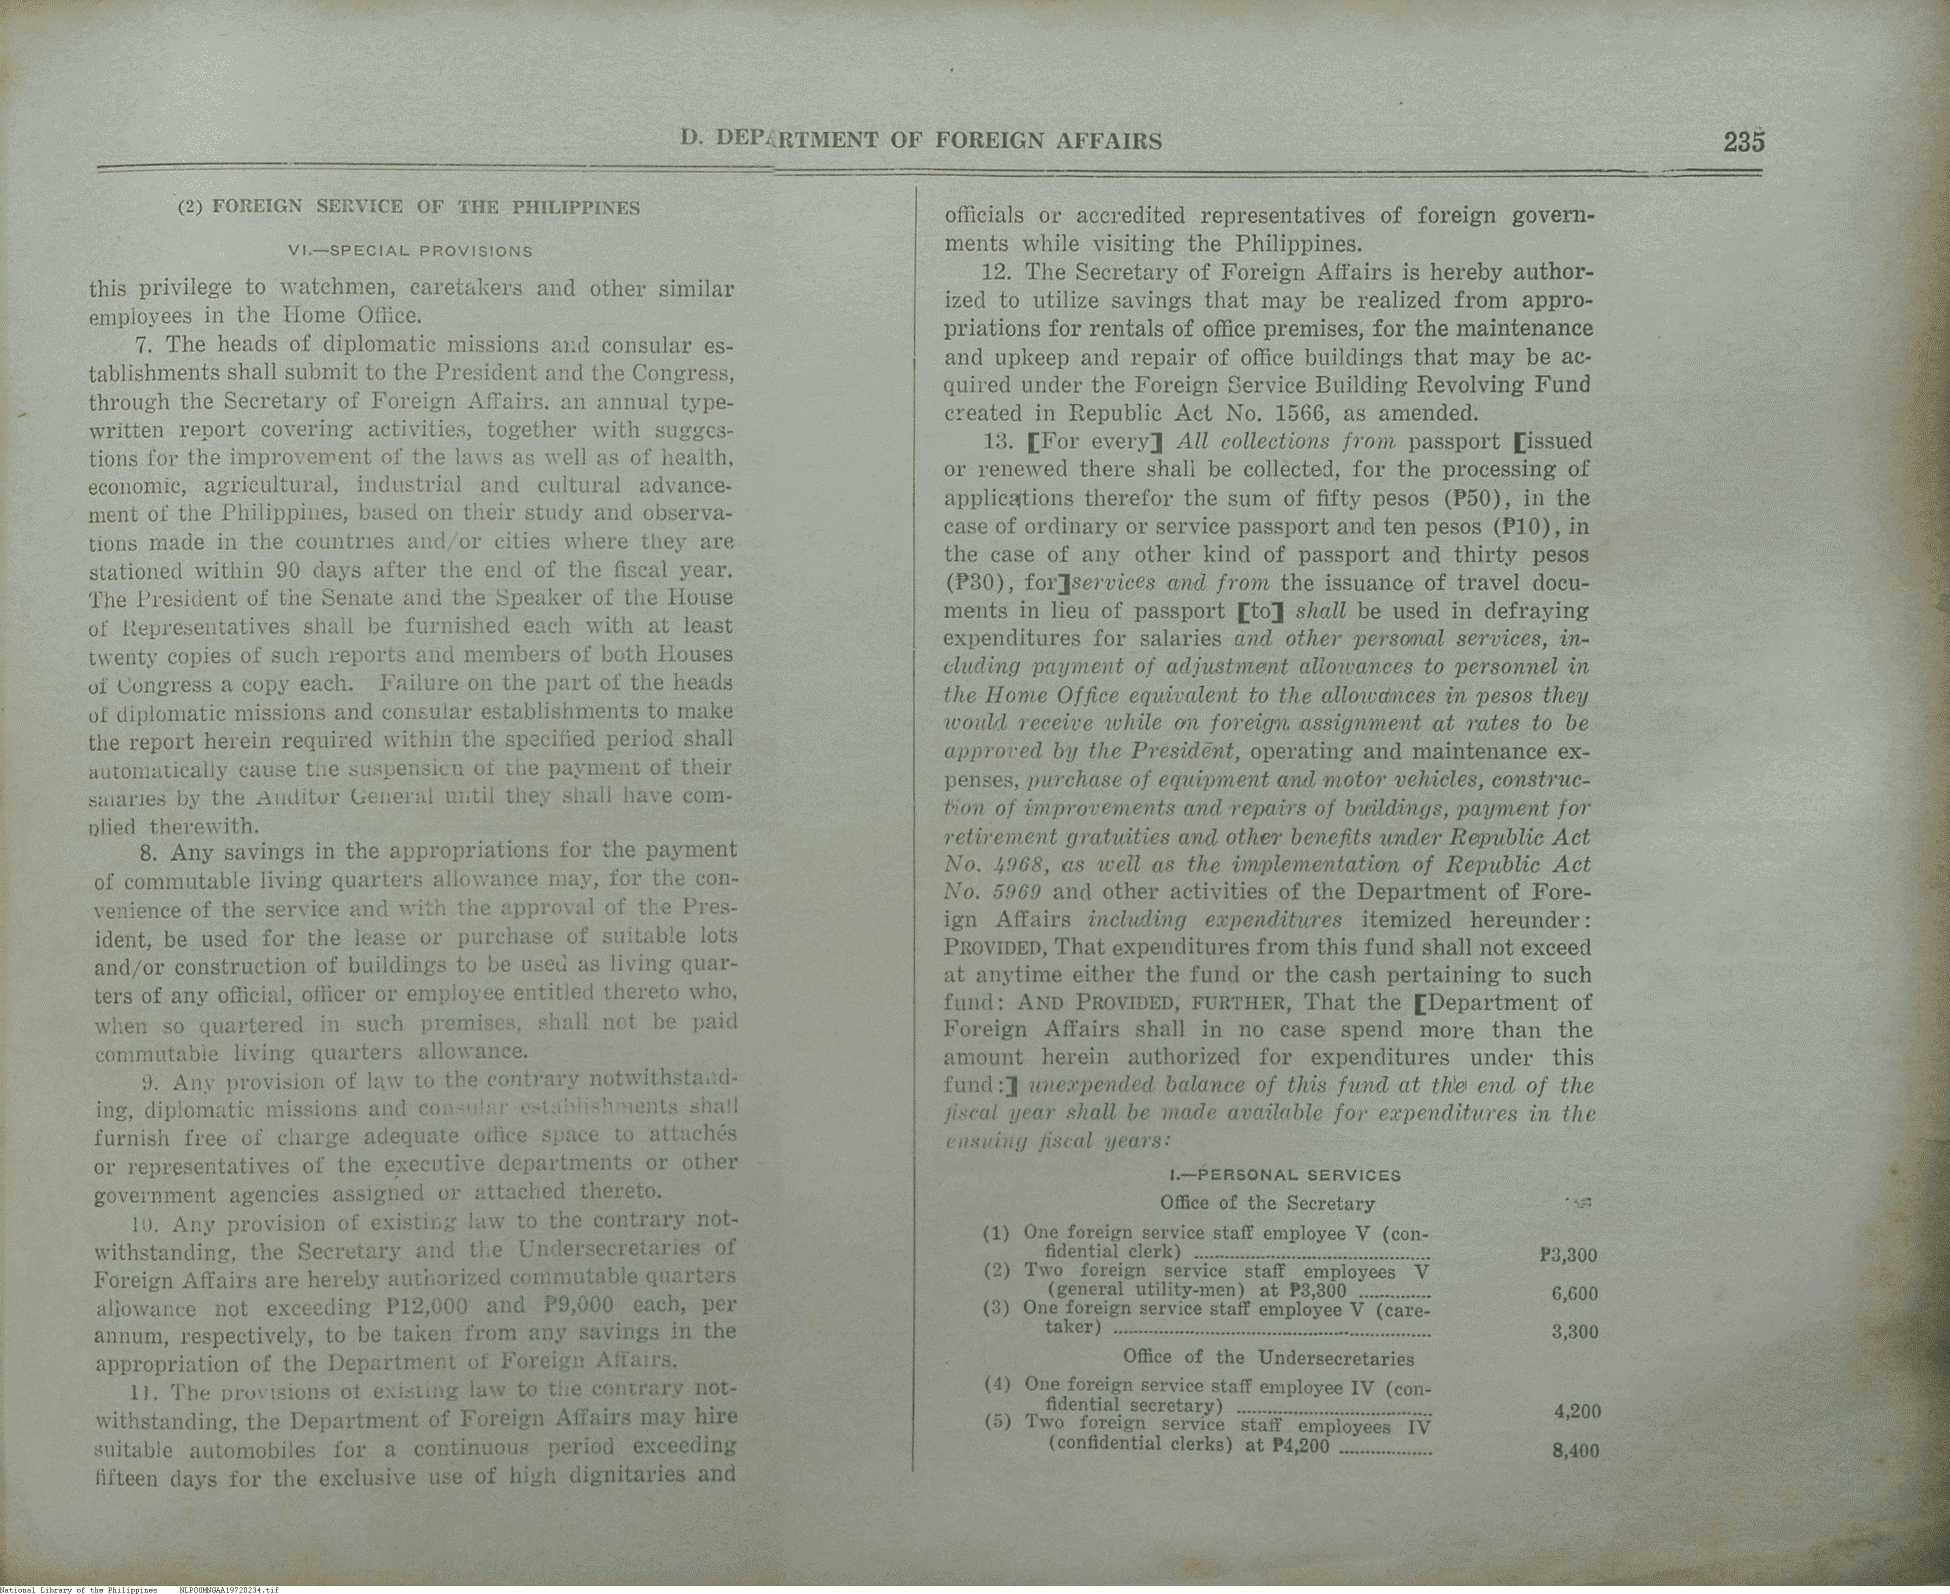 D. DEPARTMENT OF FOREIGN AFFAIRS
235
(2) FOREIGN SERVICE OF THE PHILIPPINES
VI.—SPECIAL PROVISIONS
this privilege to watchmen, caretakers and other similar
employees in the Home Office.
7. The heads of diplomatic missions and consular es-
tablishments shall submit to the President and the Congress,
through the Secretary of Foreign Affairs. an annual type-
written report covering activities, together with sugges-
tions for the improvement of the laws as well as of health,
economic, agricultural, industrial and cultural advance-
ment of the Philippines, based on their study and observa-
tions made in the countries and/or cities where they are
stationed within 90 days after the end of the fiscal year.
The President of the Senate and the Speaker of the House
of Representatives shall be furnished each with at least
twenty copies of such reports and members of both Houses
of Congress a copy each. Failure on the part of the heads
of diplomatic missions and consular establishments to make
the report herein required within the specified period shall
automatically cause the suspension of the payment of their
salaries by the Auditor General until they shall have com-
plied therewith.
8. Any savings in the appropriations for the payment
of commutable living quarters allowance may, for the con-
venience of the service and with the approval of the Pres-
ident, be used for the lease or purchase of suitable lots
and/or construction of buildings to be used as living quar-
ters of any official, officer or employee entitled thereto who,
when so quartered in such premises, shall not be paid
commutable living quarters allowance.
9. Any provision of law to the contrary notwithstand-
ing, diplomatic missions and consular establishments shall
furnish free of charge adequate office space to attachés
or representatives of the executive departments or other
government agencies assigned or attached thereto.
10. Any provision of existing law to the contrary not-
withstanding, the Secretary and the Undersecretaries of
Foreign Affairs are hereby authorized commutable quarters
allowance not exceeding ₱12,000 and ₱9,000 each, per
annum, respectively, to be taken from any savings in the
appropriation of the Department of Foreign Affairs.
11. The provisions of existing law to the contrary not-
withstanding, the Department of Foreign Affairs may hire
suitable automobiles for a continuous period exceeding
fifteen days for the exclusive use of high dignitaries and
officials or accredited representatives of foreign govern-
ments while visiting the Philippines.
12. The Secretary of Foreign Affairs is hereby author-
ized to utilize savings that may be realized from appro-
priations for rentals of office premises, for the maintenance
and upkeep and repair of office buildings that may be ac-
quired under the Foreign Service Building Revolving Fund
created in Republic Act No. 1566, as amended.
13. [For every] All collections from passport [issued
or renewed there shall be collected, for the processing of
applications therefor the sum of fifty pesos (₱50), in the
case of ordinary or service passport and ten pesos (₱10), in
the case of any other kind of passport and thirty pesos
(₱30), for]services and from the issuance of travel docu-
ments in lieu of passport [to] shall be used in defraying
expenditures for salaries and other personal services, in-
cluding payment of adjustment allowances to personnel in
the Home Office equivalent to the allowances in pesos they
would receive while on foreign assignment at rates to be
approved by the President, operating and maintenance ex-
penses, purchase of equipment and motor vehicles, construc-
tion of improvements and repairs of buildings, payment for
retirement gratuities and other benefits under Republic Act
No. 4968, as well as the implementation of Republic Act
No. 5969 and other activities of the Department of Fore-
ign Affairs including expenditures itemized hereunder:
PROVIDED, That expenditures from this fund shall not exceed
at anytime either the fund or the cash pertaining to such
fund: AND PROVIDED, FURTHER, That the [Department of
Foreign Affairs shall in no case spend more than the
amount herein authorized for expenditures under this
fund:] unexpended balance of this fund at the end of the
fiscal year shall be made available for expenditures in the
ensuing fiscal years:
I.—PERSONAL SERVICES
Office of the Secretary
(1) One foreign service staff employee V (con-
fidential clerk) ........ ₱3,300
(2) Two foreign service staff employees V
(general utility-men) at ₱3,300 ........ 6,600
(3) One foreign service staff employee V (care-
taker) ........ 3,300
Office of the Undersecretaries
(4) One foreign service staff employee IV (con-
fidential secretary) ........ 4,200
(5) Two foreign service staff employees IV
(confidential clerks) at ₱4,200 ........ 8,400
National Library of the Philippines NLPO0MNGAA19720234.tif